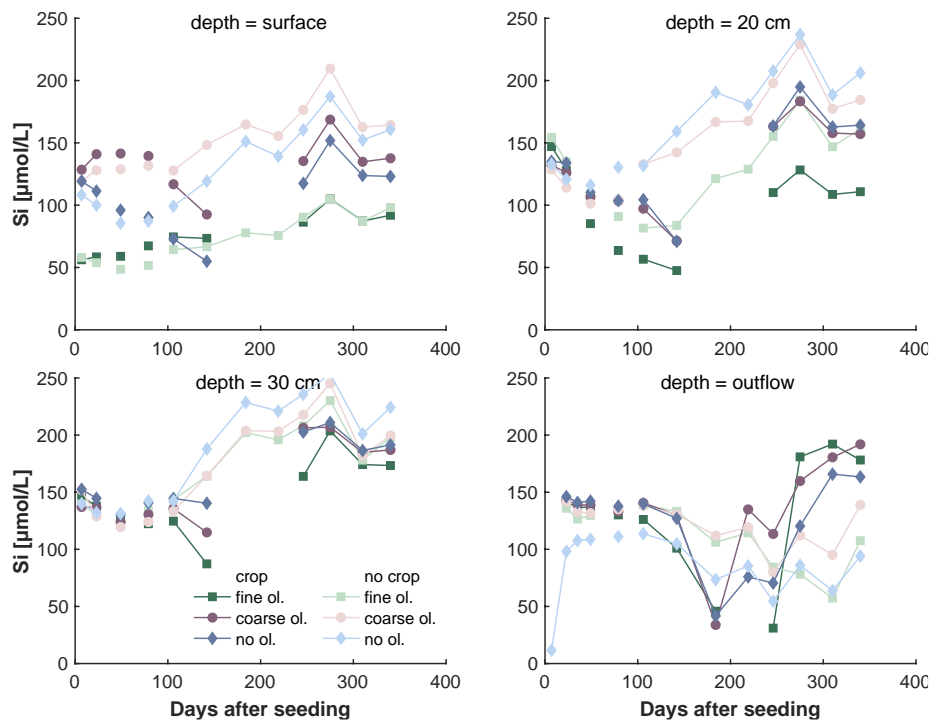 depth = surface
250
200
150
100
50
0
Si [µmol/L]
0 100 200 300 400
depth = 20 cm
250
200
150
100
50
0
Si [µmol/L]
0 100 200 300 400
depth = 30 cm
250
200
150
100
50
0
Si [µmol/L]
crop no crop
fine ol. fine ol.
coarse ol. coarse ol.
no ol. no ol.
0 100 200 300 400
Days after seeding
depth = outflow
250
200
150
100
50
0
0 100 200 300 400
Days after seeding